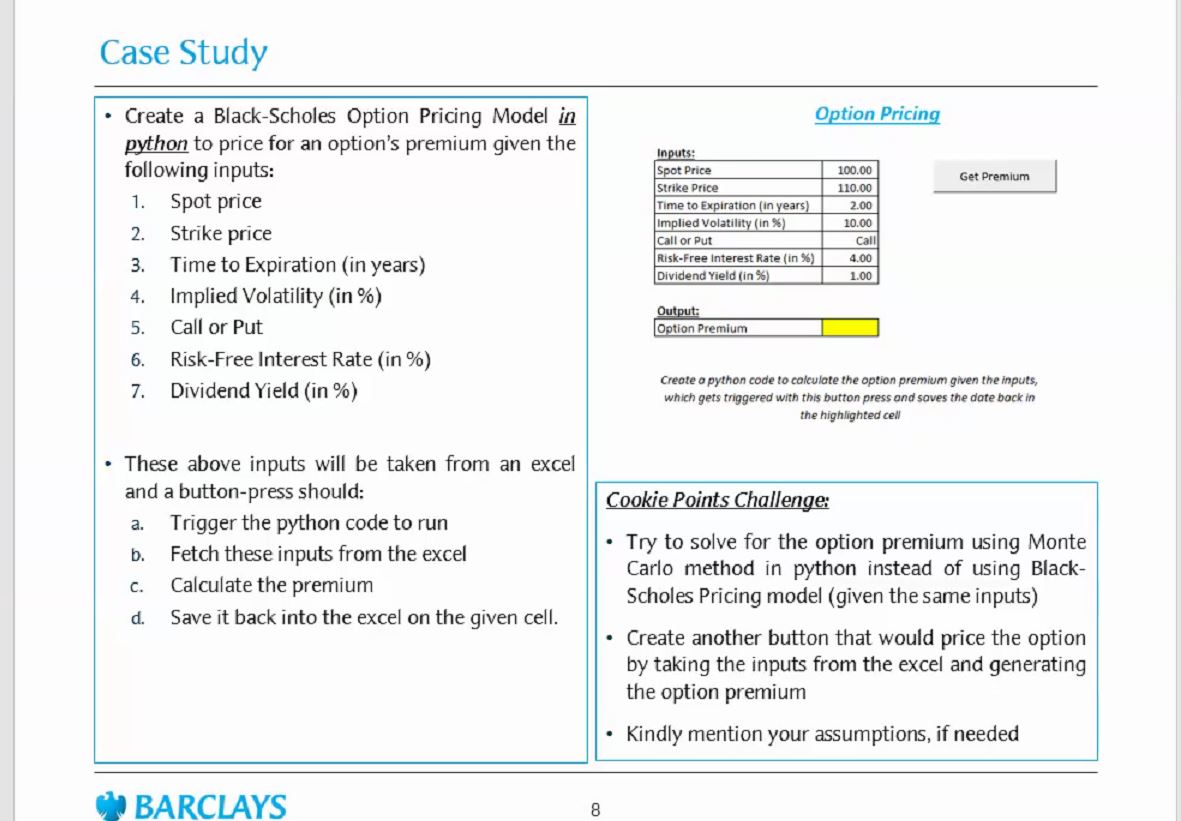 Case Study
• Create a Black-Scholes Option Pricing Model in
python to price for an option's premium given the
following inputs:
1. Spot price
2. Strike price
3. Time to Expiration (in years)
4. Implied Volatility (in %)
5. Call or Put
6. Risk-Free Interest Rate (in %)
7. Dividend Yield (in %)
• These above inputs will be taken from an excel
and a button-press should:
a. Trigger the python code to run
b. Fetch these inputs from the excel
c. Calculate the premium
d. Save it back into the excel on the given cell.
Option Pricing
Inputs:
Spot Price 100.00
Strike Price 110.00
Time to Expiration (in years) 2.00
Implied Volatility (in %) 10.00
Call or Put Call
Risk-Free Interest Rate (in %) 4.00
Dividend Yield (in %) 1.00
Get Premium
Output:
Option Premium
Create a python code to calculate the option premium given the inputs,
which gets triggered with this button press and saves the date back in
the highlighted cell
Cookie Points Challenge:
• Try to solve for the option premium using Monte
Carlo method in python instead of using Black-
Scholes Pricing model (given the same inputs)
• Create another button that would price the option
by taking the inputs from the excel and generating
the option premium
• Kindly mention your assumptions, if needed
BARCLAYS
8